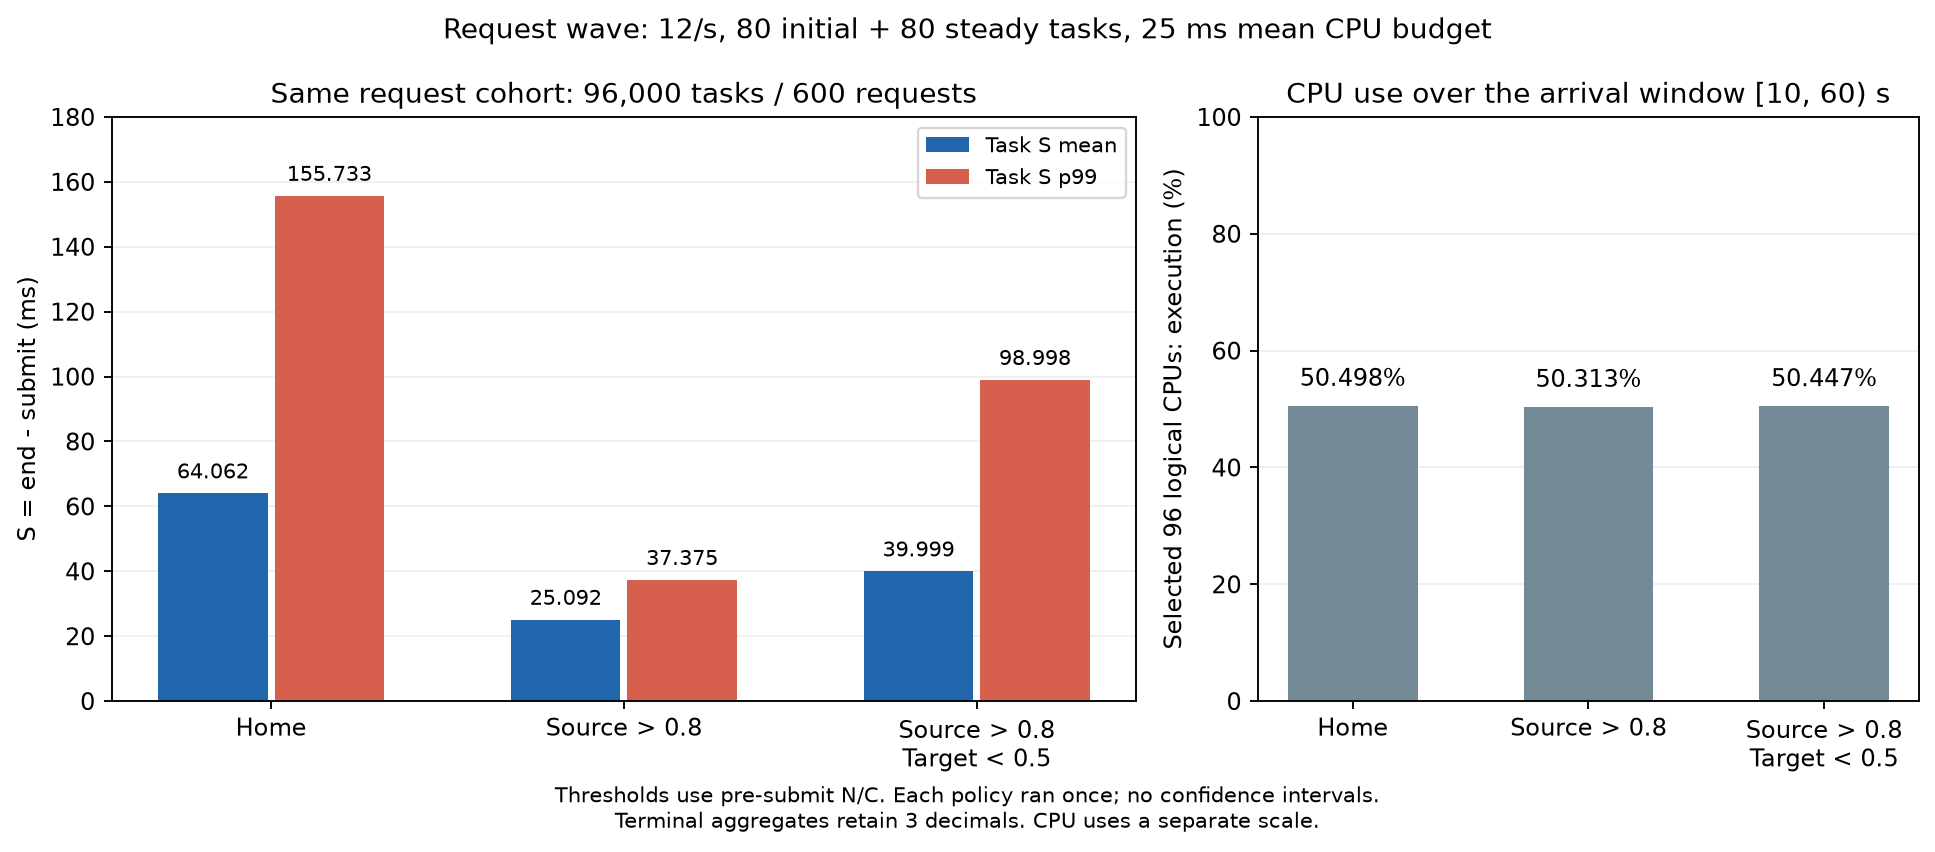 Request wave: 12/s, 80 initial + 80 steady tasks, 25 ms mean CPU budget
Same request cohort: 96,000 tasks / 600 requests
S = end - submit (ms)
180
160
140
120
100
80
60
40
20
0
Task S mean
Task S p99
64.062
155.733
25.092
37.375
39.999
98.998
Home
Source > 0.8
Source > 0.8
Target < 0.5
CPU use over the arrival window [10, 60) s
Selected 96 logical CPUs: execution (%)
100
80
60
40
20
0
50.498%
50.313%
50.447%
Home
Source > 0.8
Source > 0.8
Target < 0.5
Thresholds use pre-submit N/C. Each policy ran once; no confidence intervals.
Terminal aggregates retain 3 decimals. CPU uses a separate scale.